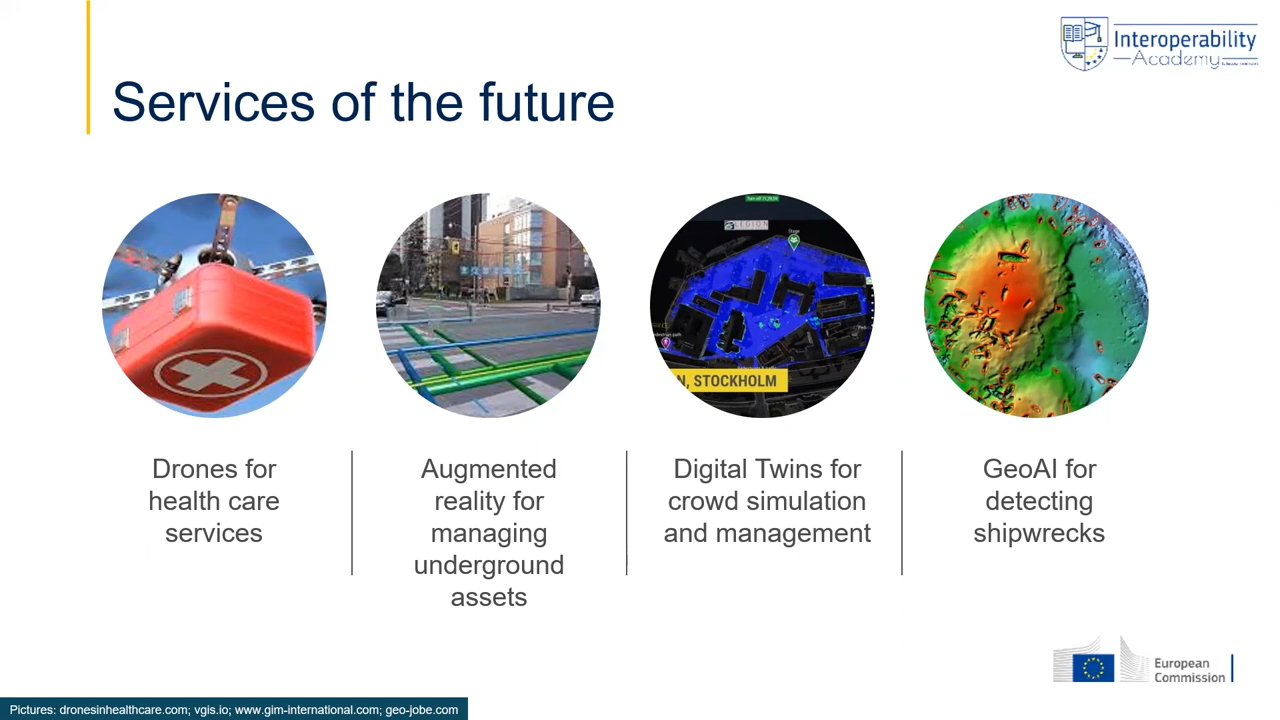 Interoperability
Academy
Services of the future
LEGION
Stage
N, STOCKHOLM
Drones for
health care
services
Augmented
reality for
managing
underground
assets
Digital Twins for
crowd simulation
and management
GeoAI for
detecting
shipwrecks
European
Commission
Pictures: dronesinhealthcare.com; vgis.io; www.gim-international.com; geo-jobe.com